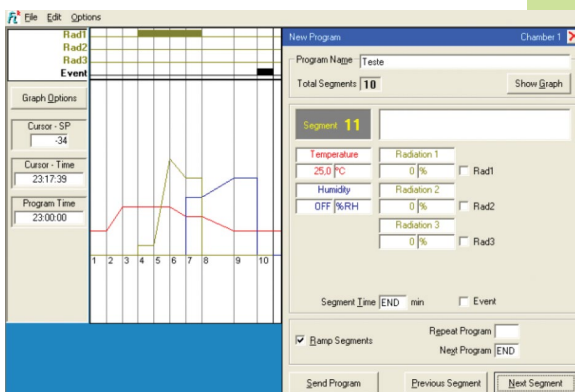 File Edit Options
Rad1
Rad2
Rad3
Event
Graph Options
Cursor - SP
-34
Cursor - Time
23:17:39
Program Time
23:00:00
1 2 3 4 5 6 7 8 9 10
New Program Chamber 1
Program Name Teste
Total Segments 10 Show Graph
Segment 11
Temperature Radiation 1
25,0 °C 0 % Rad1
Humidity Radiation 2
OFF %RH 0 % Rad2
Radiation 3
0 % Rad3
Segment Time END min Event
Ramp Segments Repeat Program
Next Program END
Send Program Previous Segment Next Segment